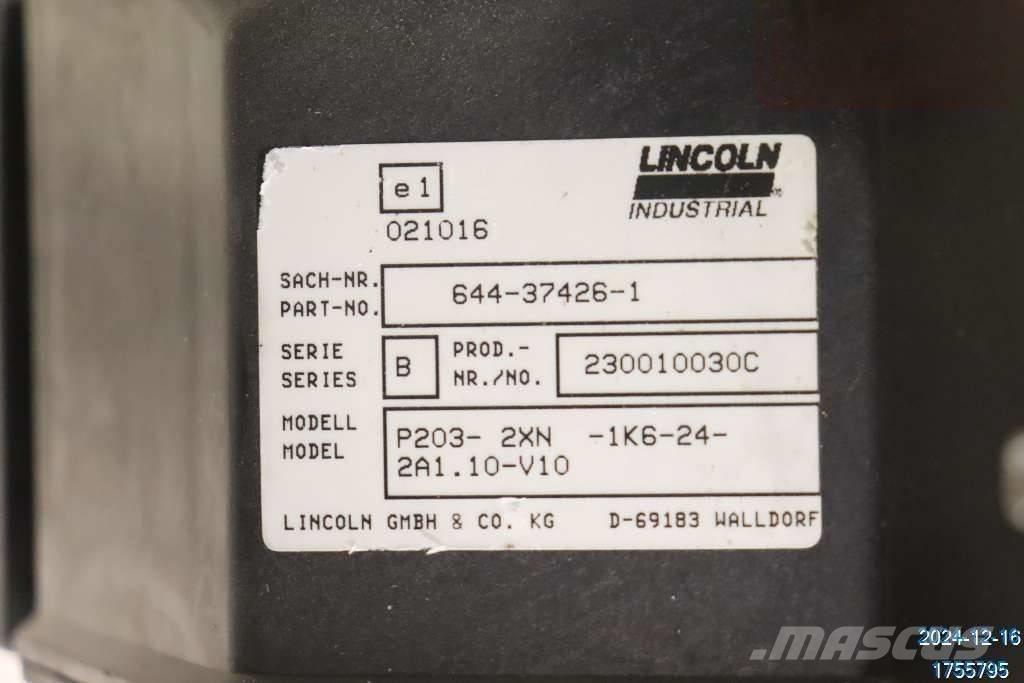 e1
021016
LINCOLN
INDUSTRIAL
SACH-NR.
PART-NO.
644-37426-1
SERIE
SERIES
B
PROD.-
NR./NO.
230010030C
MODELL
MODEL
P203- 2XN -1K6-24-
2A1.10-V10
LINCOLN GMBH & CO. KG D-69183 WALLDORF
MASCUS
2024-12-16
1755795